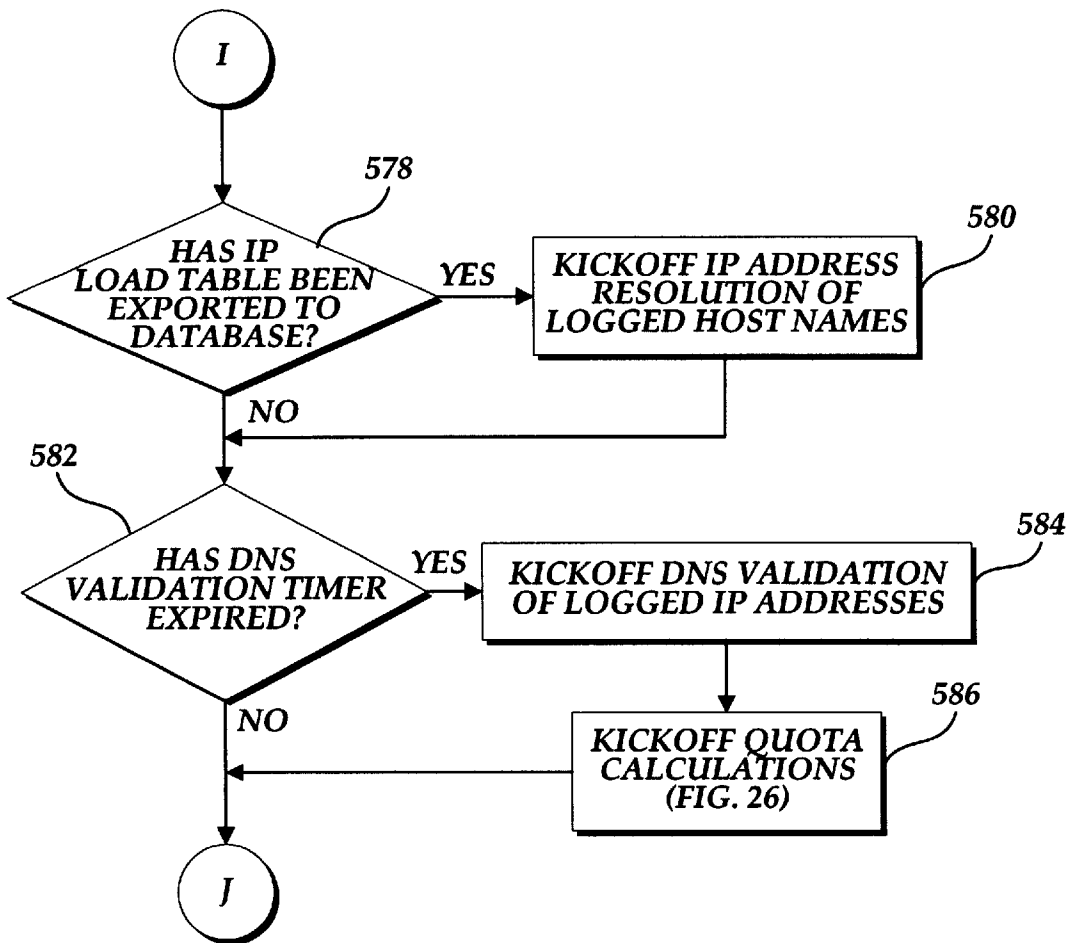 I
578
HAS IP
LOAD TABLE BEEN
EXPORTED TO
DATABASE?
YES
580
KICKOFF IP ADDRESS
RESOLUTION OF
LOGGED HOST NAMES
NO
582
HAS DNS
VALIDATION TIMER
EXPIRED?
YES
584
KICKOFF DNS VALIDATION
OF LOGGED IP ADDRESSES
586
KICKOFF QUOTA
CALCULATIONS
(FIG. 26)
NO
J